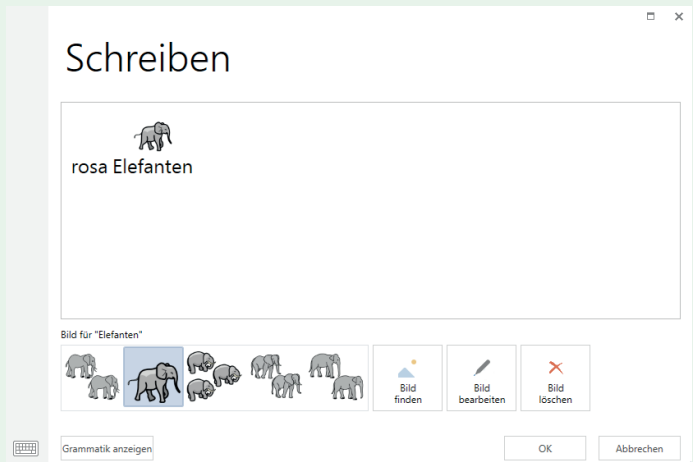 Schreiben
rosa Elefanten
Bild für "Elefanten"
Bild
finden
Bild
bearbeiten
Bild
löschen
Grammatik anzeigen
OK
Abbrechen